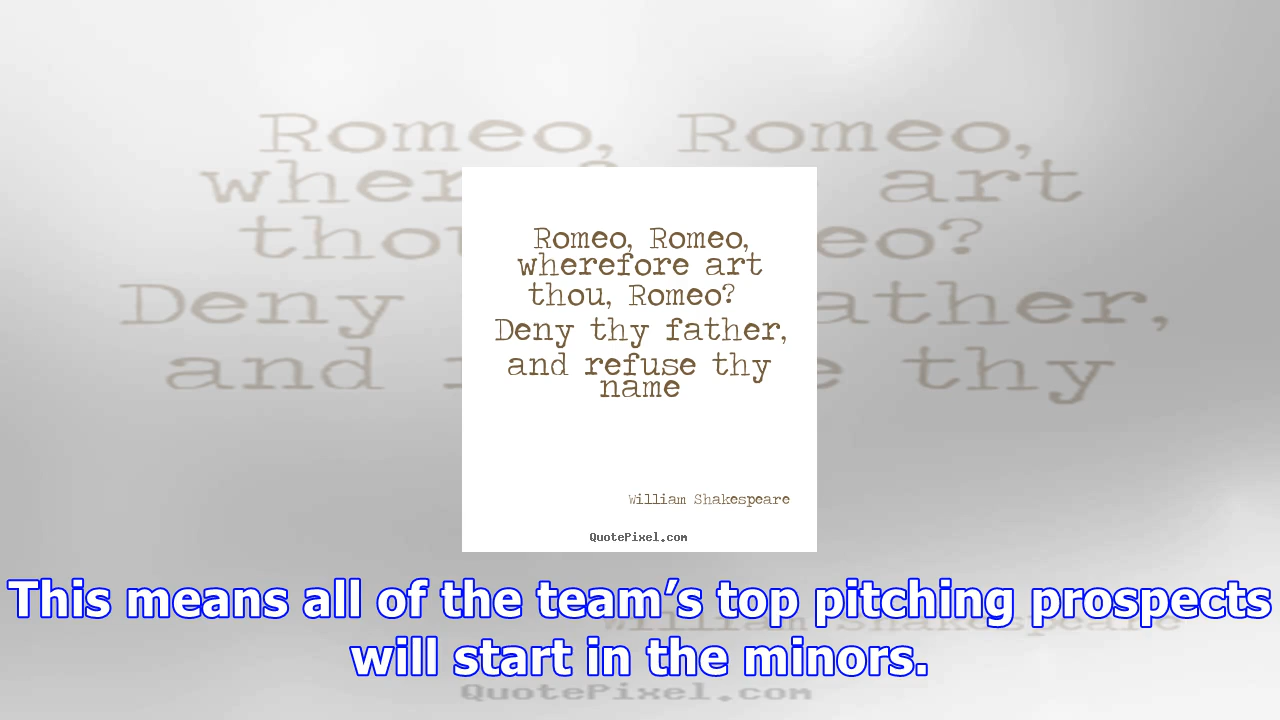 Romeo, Romeo,
wherefore art
thou, Romeo?
Deny thy father,
and refuse thy
name
William Shakespeare
QuotePixel.com
This means all of the team’s top pitching prospects
will start in the minors.